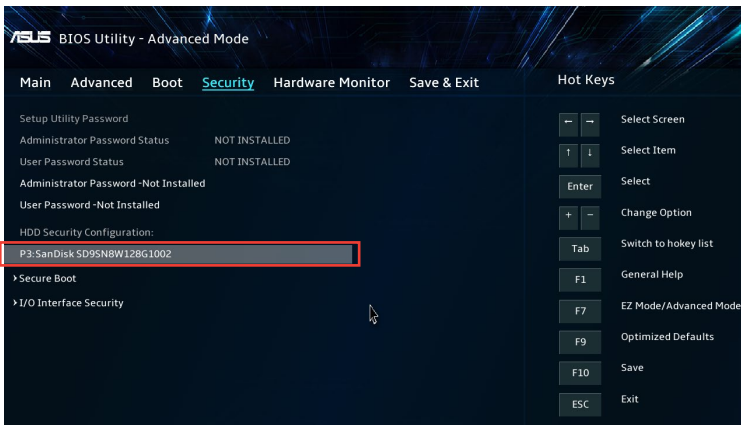 ASUS BIOS Utility - Advanced Mode
Main Advanced Boot Security Hardware Monitor Save & Exit
Setup Utility Password
Administrator Password Status NOT INSTALLED
User Password Status NOT INSTALLED
Administrator Password -Not Installed
User Password -Not Installed
HDD Security Configuration:
P3:SanDisk SD9SN8W128G1002
Secure Boot
I/O Interface Security
Hot Keys
← → Select Screen
↑ ↓ Select Item
Enter Select
+ - Change Option
Tab Switch to hokey list
F1 General Help
F7 EZ Mode/Advanced Mode
F9 Optimized Defaults
F10 Save
ESC Exit